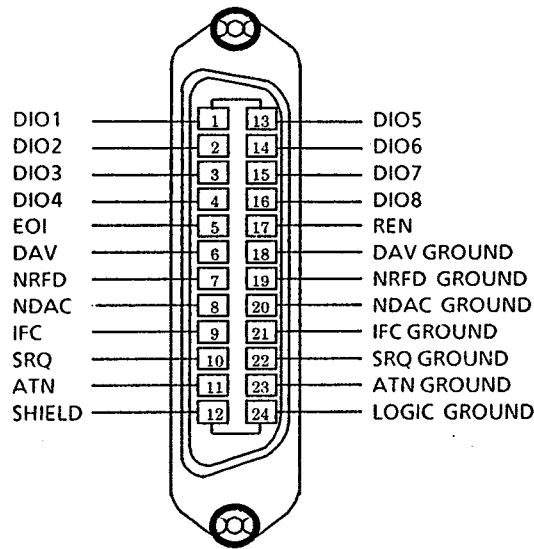 DIO1 1 13 DIO5
DIO2 2 14 DIO6
DIO3 3 15 DIO7
DIO4 4 16 DIO8
EOI 5 17 REN
DAV 6 18 DAV GROUND
NRFD 7 19 NRFD GROUND
NDAC 8 20 NDAC GROUND
IFC 9 21 IFC GROUND
SRQ 10 22 SRQ GROUND
ATN 11 23 ATN GROUND
SHIELD 12 24 LOGIC GROUND